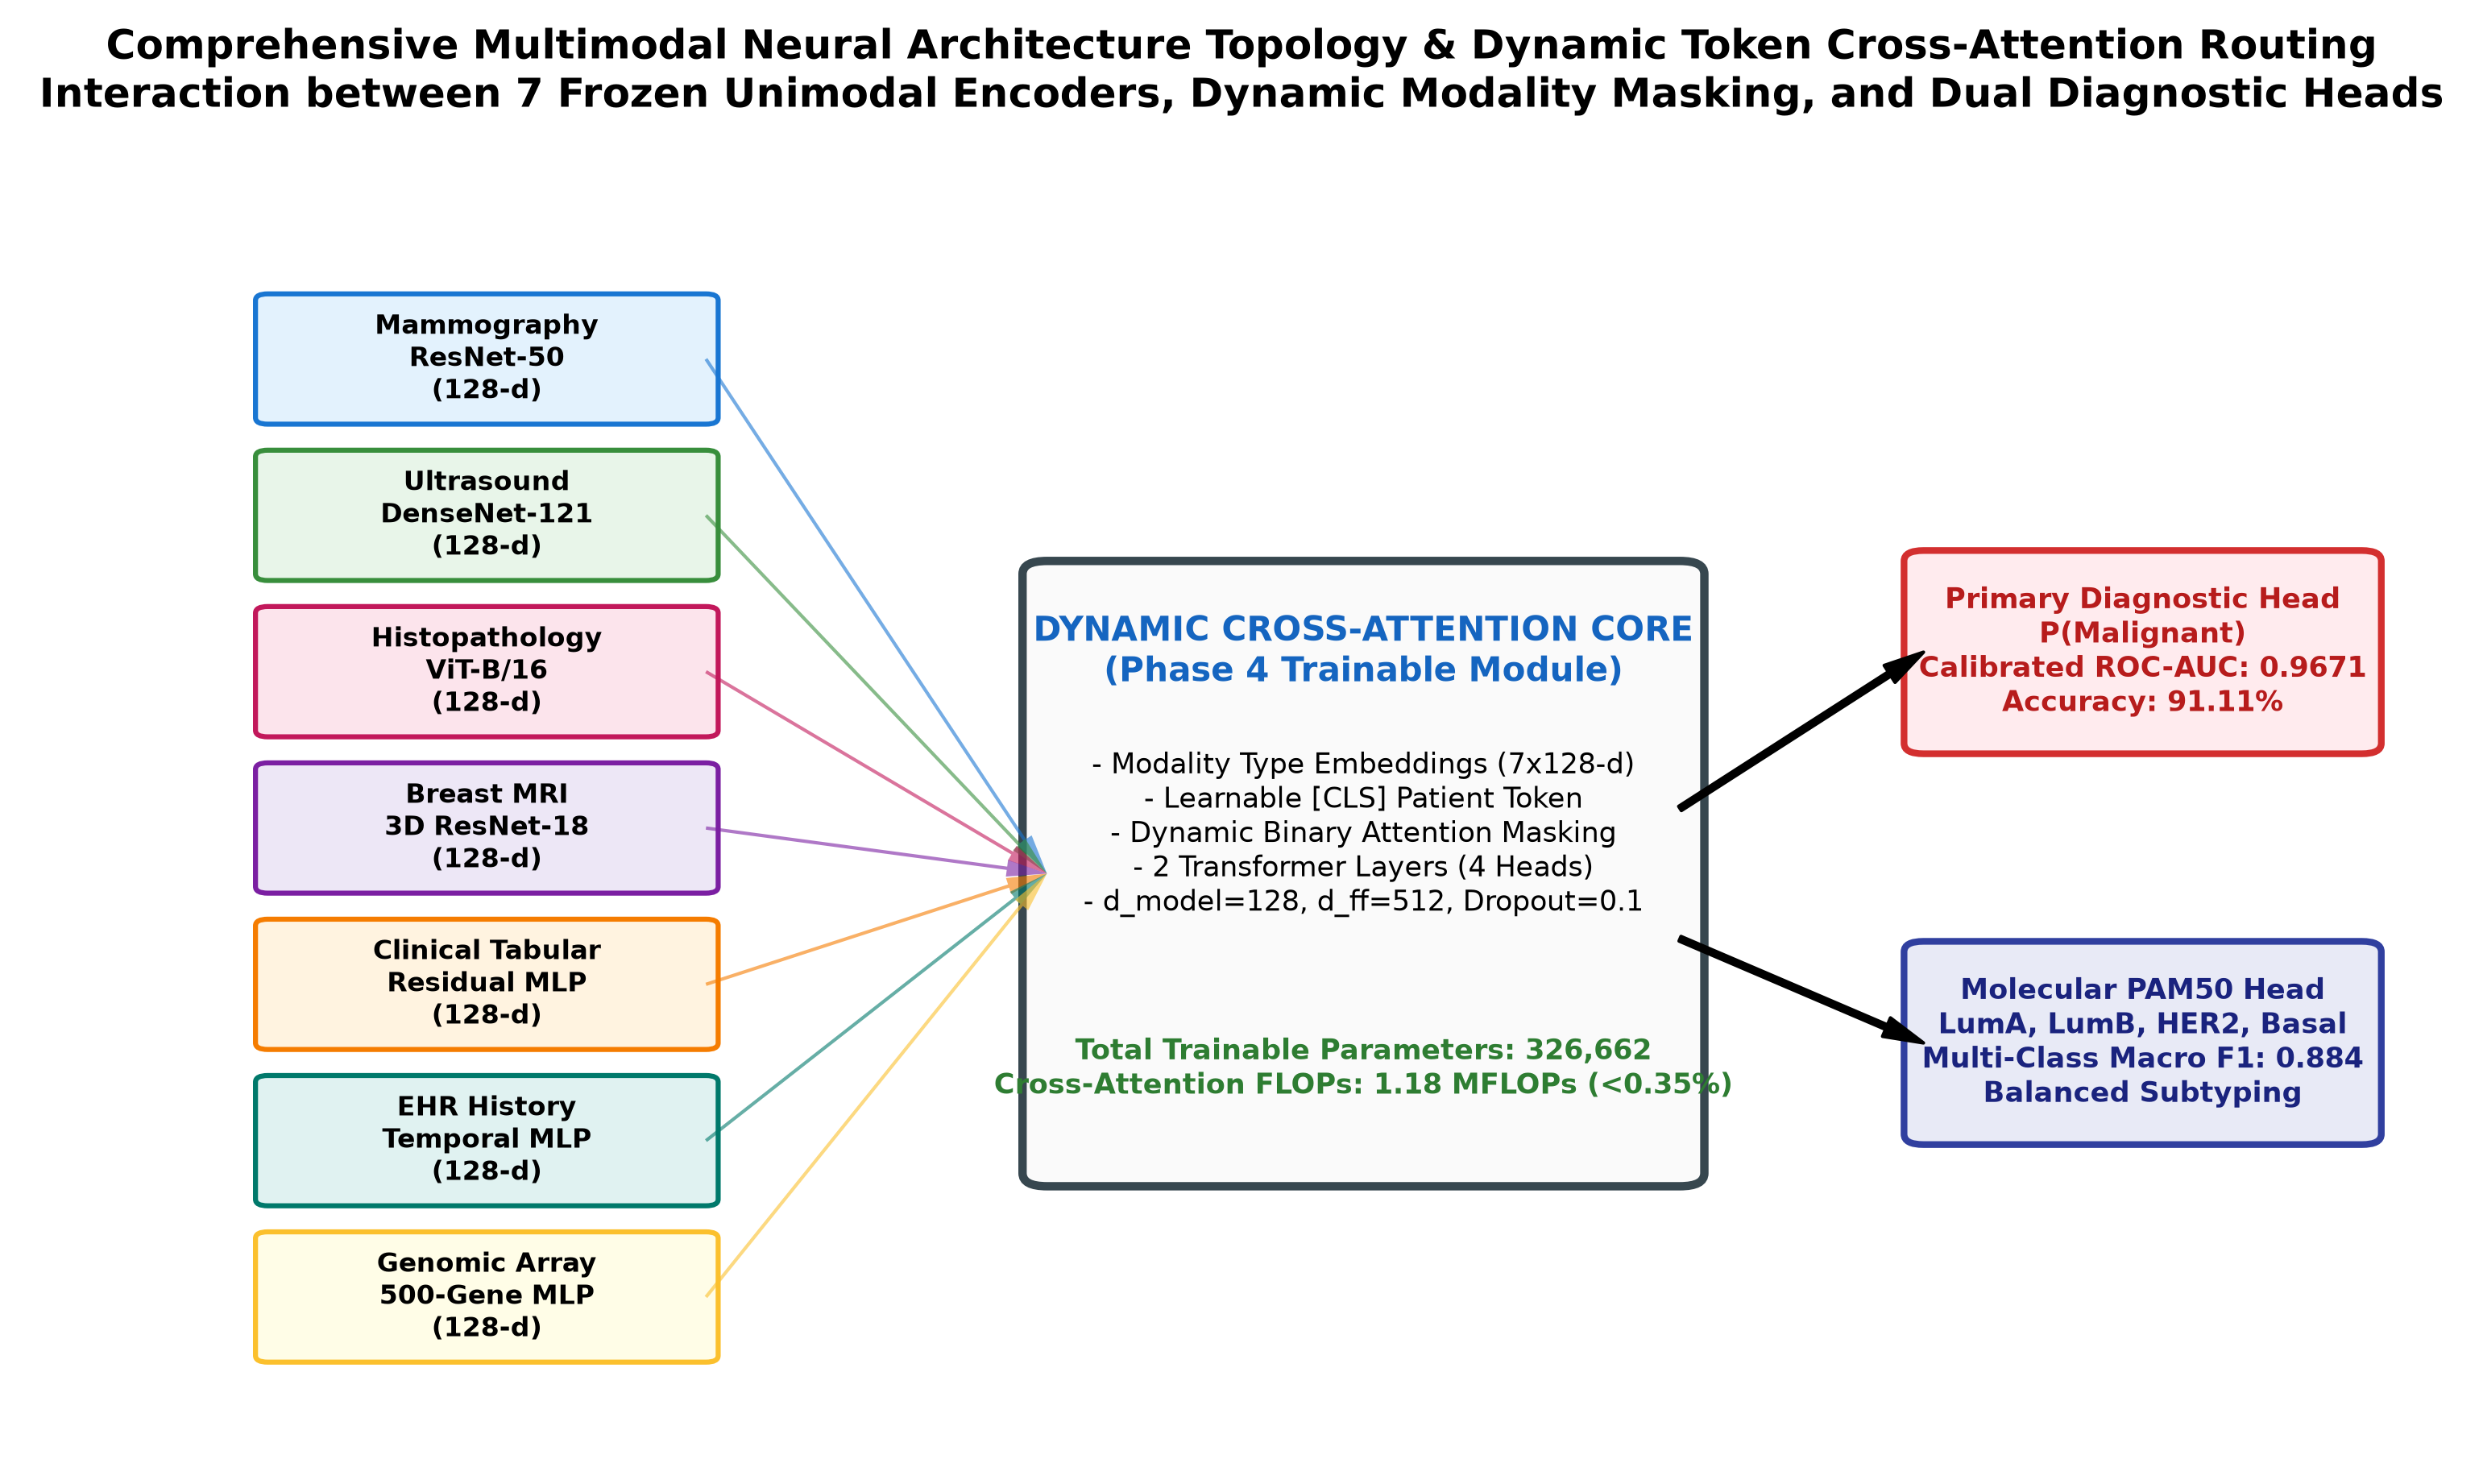 Comprehensive Multimodal Neural Architecture Topology & Dynamic Token Cross-Attention Routing
Interaction between 7 Frozen Unimodal Encoders, Dynamic Modality Masking, and Dual Diagnostic Heads
Mammography
ResNet-50
(128-d)
Ultrasound
DenseNet-121
(128-d)
Histopathology
ViT-B/16
(128-d)
Breast MRI
3D ResNet-18
(128-d)
Clinical Tabular
Residual MLP
(128-d)
EHR History
Temporal MLP
(128-d)
Genomic Array
500-Gene MLP
(128-d)
DYNAMIC CROSS-ATTENTION CORE
(Phase 4 Trainable Module)
- Modality Type Embeddings (7x128-d)
- Learnable [CLS] Patient Token
- Dynamic Binary Attention Masking
- 2 Transformer Layers (4 Heads)
- d_model=128, d_ff=512, Dropout=0.1
Total Trainable Parameters: 326,662
Cross-Attention FLOPs: 1.18 MFLOPs (<0.35%)
Primary Diagnostic Head
P(Malignant)
Calibrated ROC-AUC: 0.9671
Accuracy: 91.11%
Molecular PAM50 Head
LumA, LumB, HER2, Basal
Multi-Class Macro F1: 0.884
Balanced Subtyping